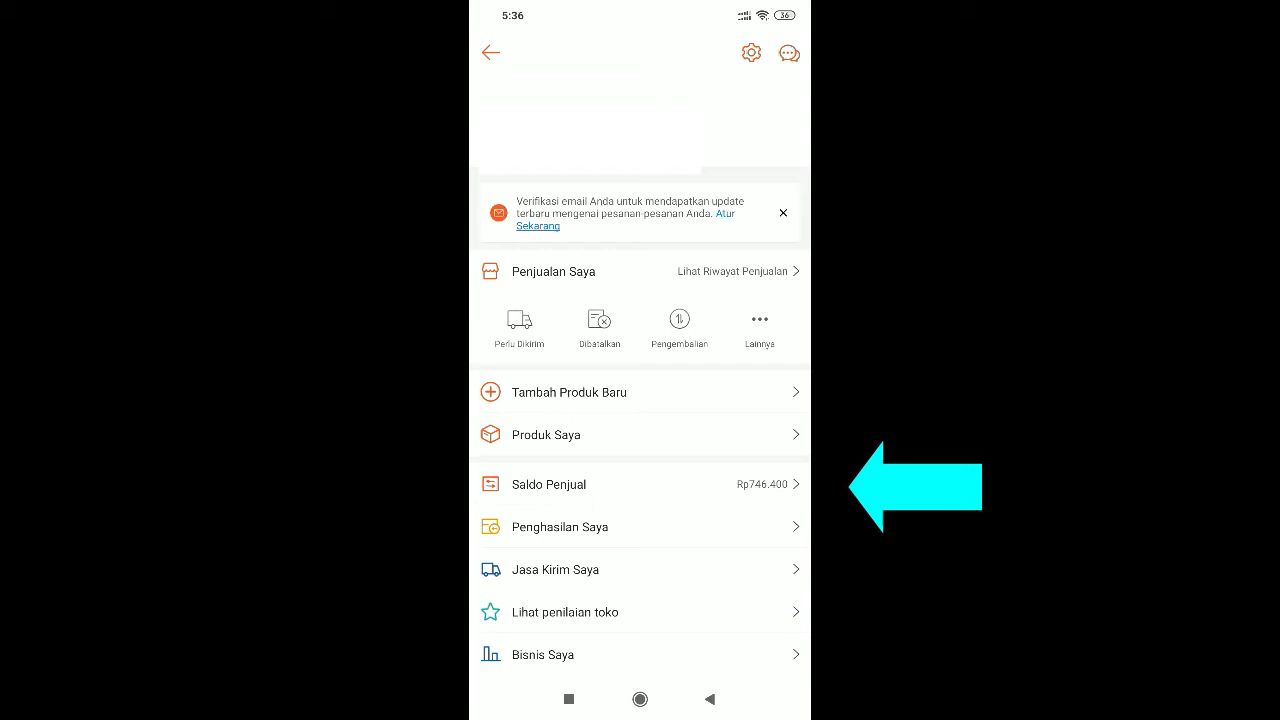 5:36
36
Verifikasi email Anda untuk mendapatkan update
terbaru mengenai pesanan-pesanan Anda. Atur
Sekarang
Penjualan Saya
Lihat Riwayat Penjualan
Perlu Dikirim
Dibatalkan
Pengembalian
Lainnya
Tambah Produk Baru
Produk Saya
Saldo Penjual
Rp746.400
Penghasilan Saya
Jasa Kirim Saya
Lihat penilaian toko
Bisnis Saya